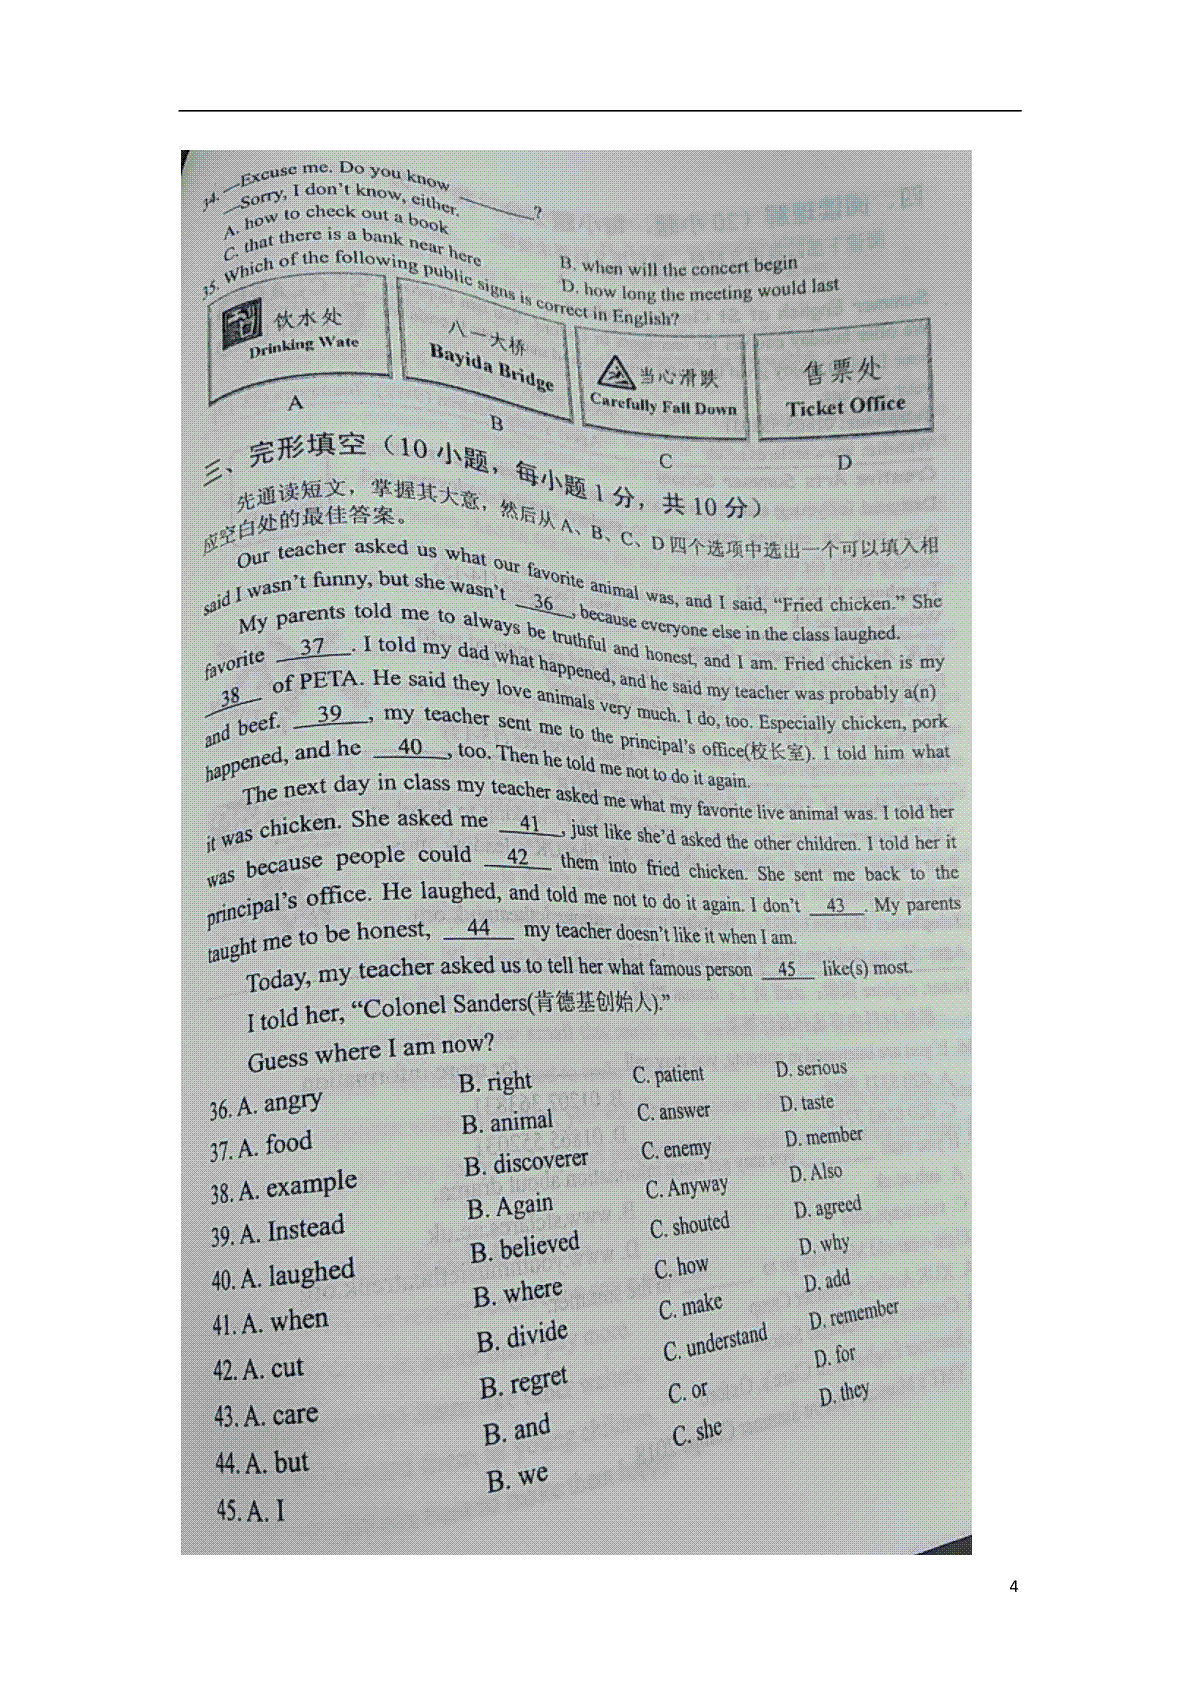 34. —Excuse me. Do you know ________?
—Sorry, I don't know, either.
A. how to check out a book B. when will the concert begin
C. that there is a bank near here D. how long the meeting would last
35. Which of the following public signs is correct in English?
饮水处
Drinking Wate
A
八一大桥
Bayida Bridge
B
当心滑跌
Carefully Fall Down
C
售票处
Ticket Office
D
三、完形填空（10 小题，每小题 1 分，共 10 分）
先通读短文，掌握其大意，然后从 A、B、C、D 四个选项中选出一个可以填入相
应空白处的最佳答案。
Our teacher asked us what our favorite animal was, and I said, “Fried chicken.” She
said I wasn't funny, but she wasn't 36 , because everyone else in the class laughed.
My parents told me to always be truthful and honest, and I am. Fried chicken is my
favorite 37 . I told my dad what happened, and he said my teacher was probably a(n)
38 of PETA. He said they love animals very much. I do, too. Especially chicken, pork
and beef. 39 , my teacher sent me to the principal's office(校长室). I told him what
happened, and he 40 , too. Then he told me not to do it again.
The next day in class my teacher asked me what my favorite live animal was. I told her
it was chicken. She asked me 41 , just like she'd asked the other children. I told her it
was because people could 42 them into fried chicken. She sent me back to the
principal's office. He laughed, and told me not to do it again. I don't 43 . My parents
taught me to be honest, 44 my teacher doesn't like it when I am.
Today, my teacher asked us to tell her what famous person 45 like(s) most.
I told her, “Colonel Sanders(肯德基创始人).”
Guess where I am now?
36. A. angry B. right C. patient D. serious
37. A. food B. animal C. answer D. taste
38. A. example B. discoverer C. enemy D. member
39. A. Instead B. Again C. Anyway D. Also
40. A. laughed B. believed C. shouted D. agreed
41. A. when B. where C. how D. why
42. A. cut B. divide C. make D. add
43. A. care B. regret C. understand D. remember
44. A. but B. and C. or D. for
45. A. I B. we C. she D. they
4